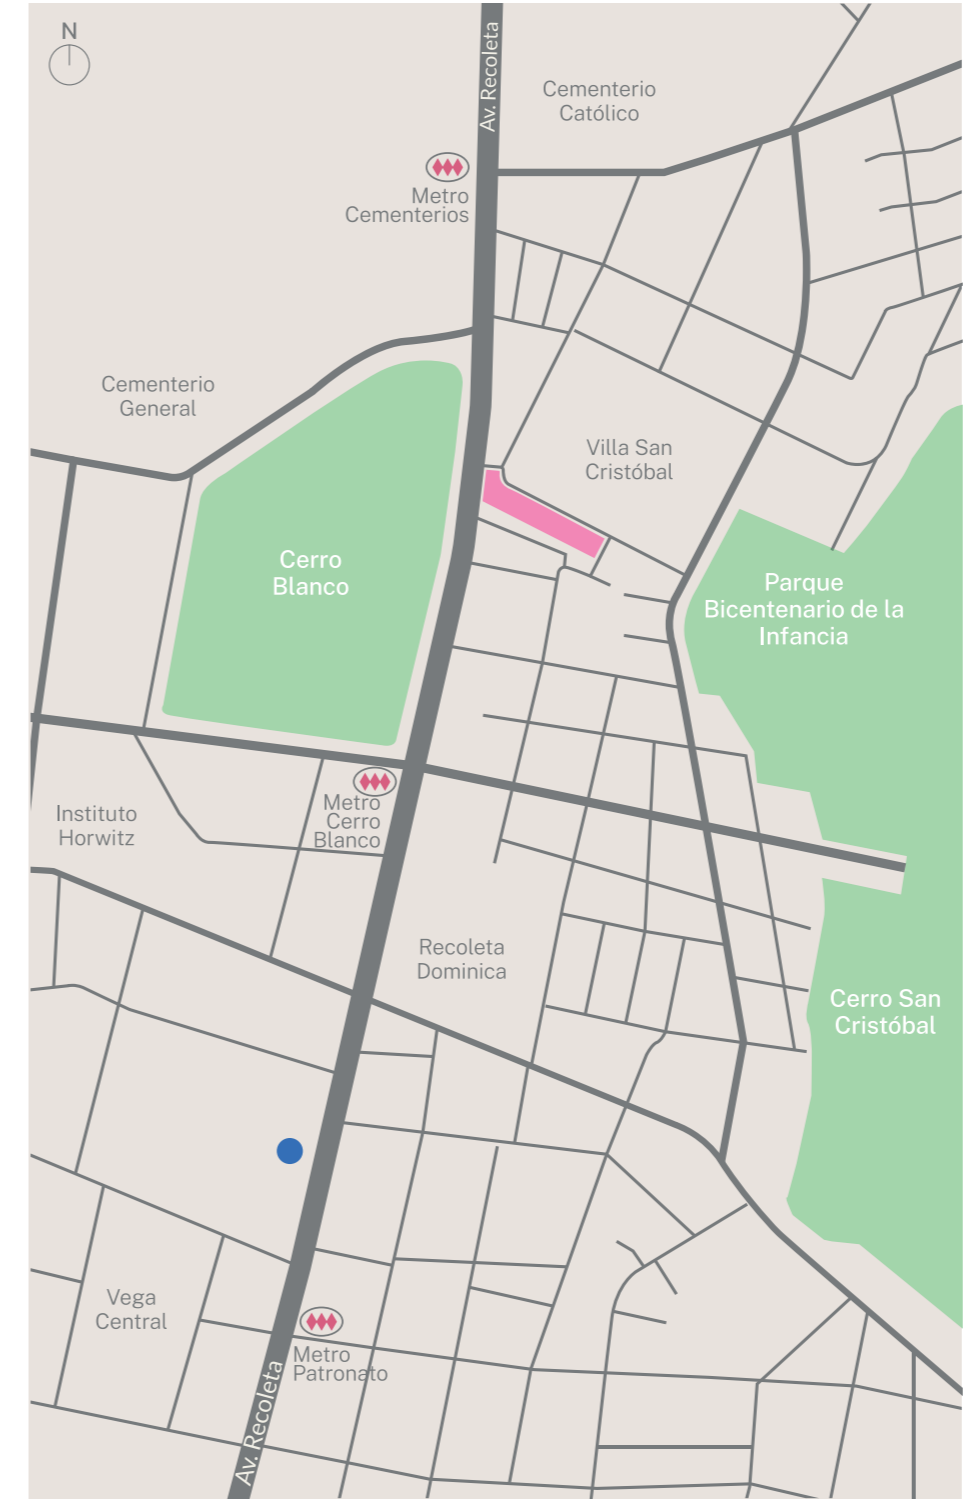 N
Av. Recoleta
Cementerio
Católico
Metro
Cementerios
Cementerio
General
Villa San
Cristóbal
Cerro
Blanco
Parque
Bicentenario de la
Infancia
Metro
Cerro
Blanco
Instituto
Horwitz
Recoleta
Dominica
Cerro San
Cristóbal
Vega
Central
Metro
Patronato
Av. Recoleta